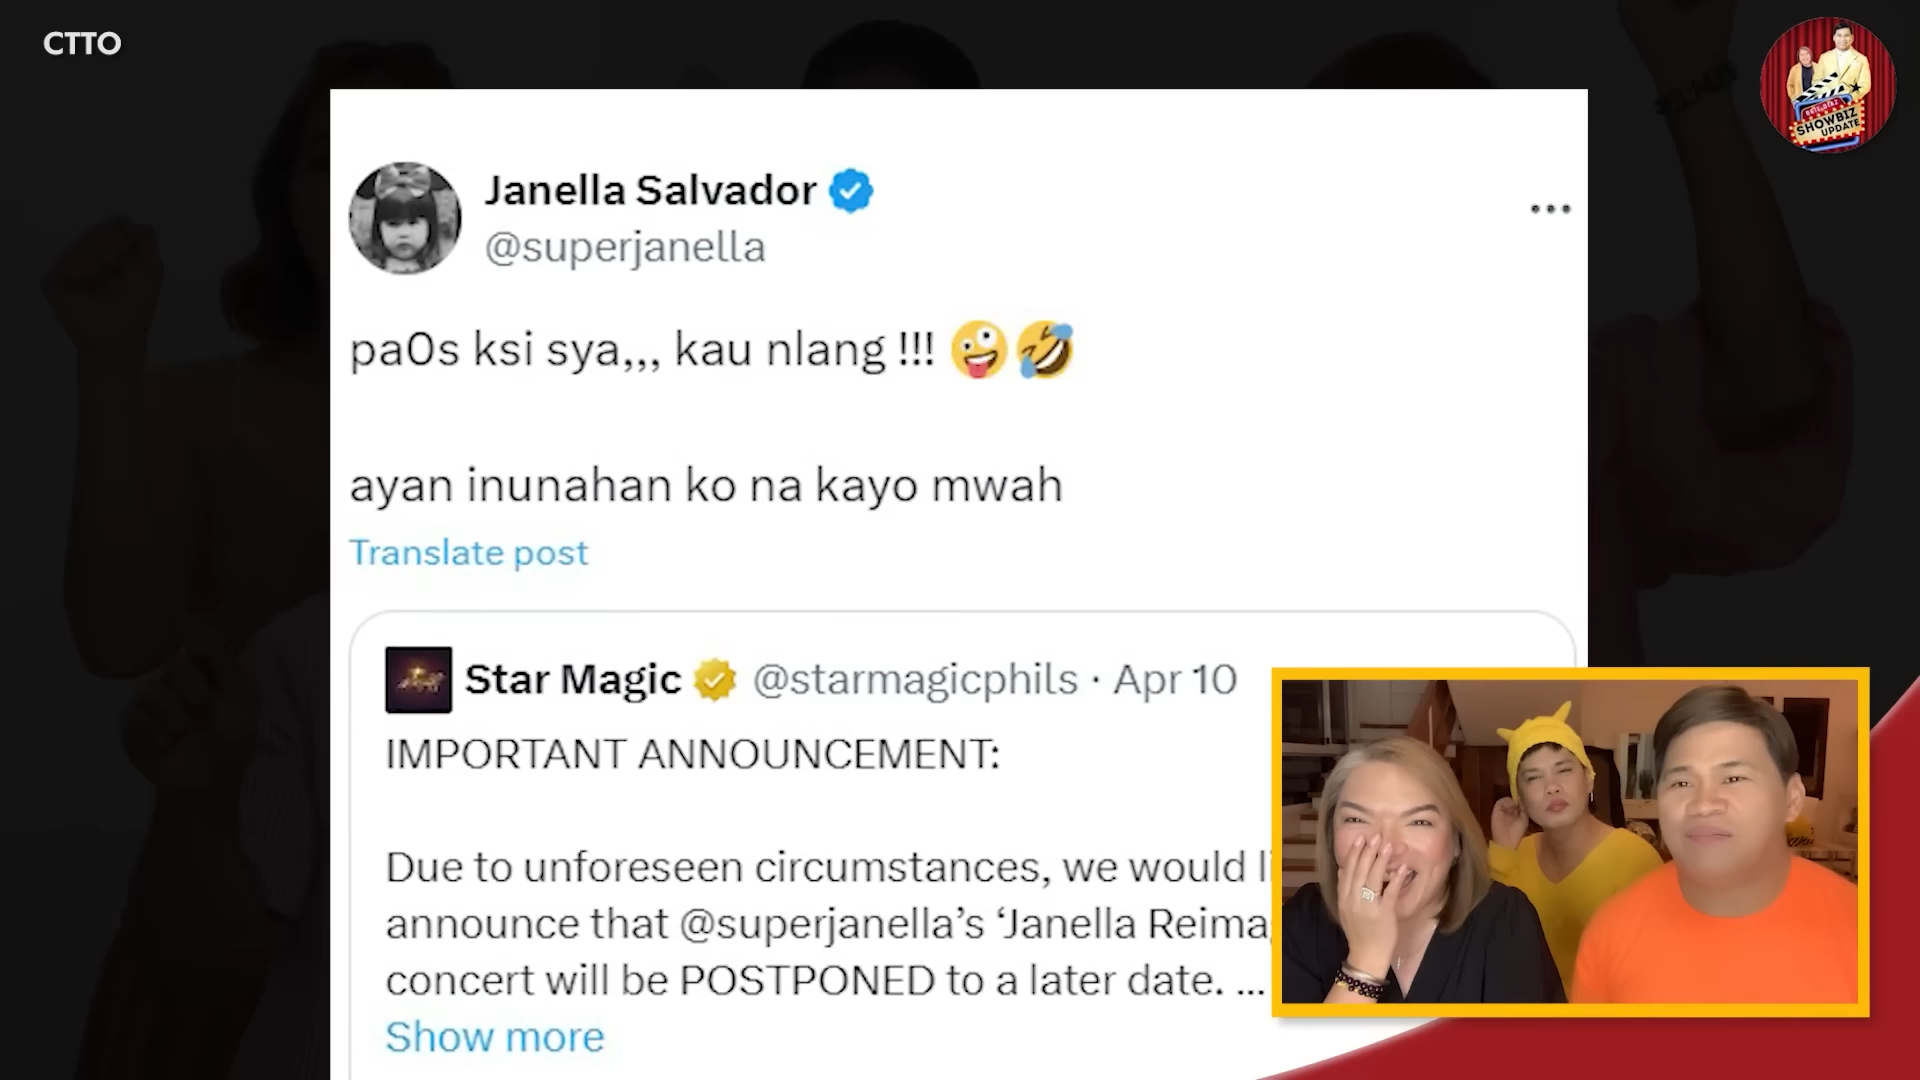 CTTO
SHOWBIZ
UPDATE
Janella Salvador
@superjanella
paOs ksi sya,,, kau nlang !!! 🤪🤣
ayan inunahan ko na kayo mwah
Translate post
Star Magic @starmagicphils · Apr 10
IMPORTANT ANNOUNCEMENT:
Due to unforeseen circumstances, we would
announce that @superjanella’s ‘Janella
concert will be POSTPONED to a later date. ...
Show more